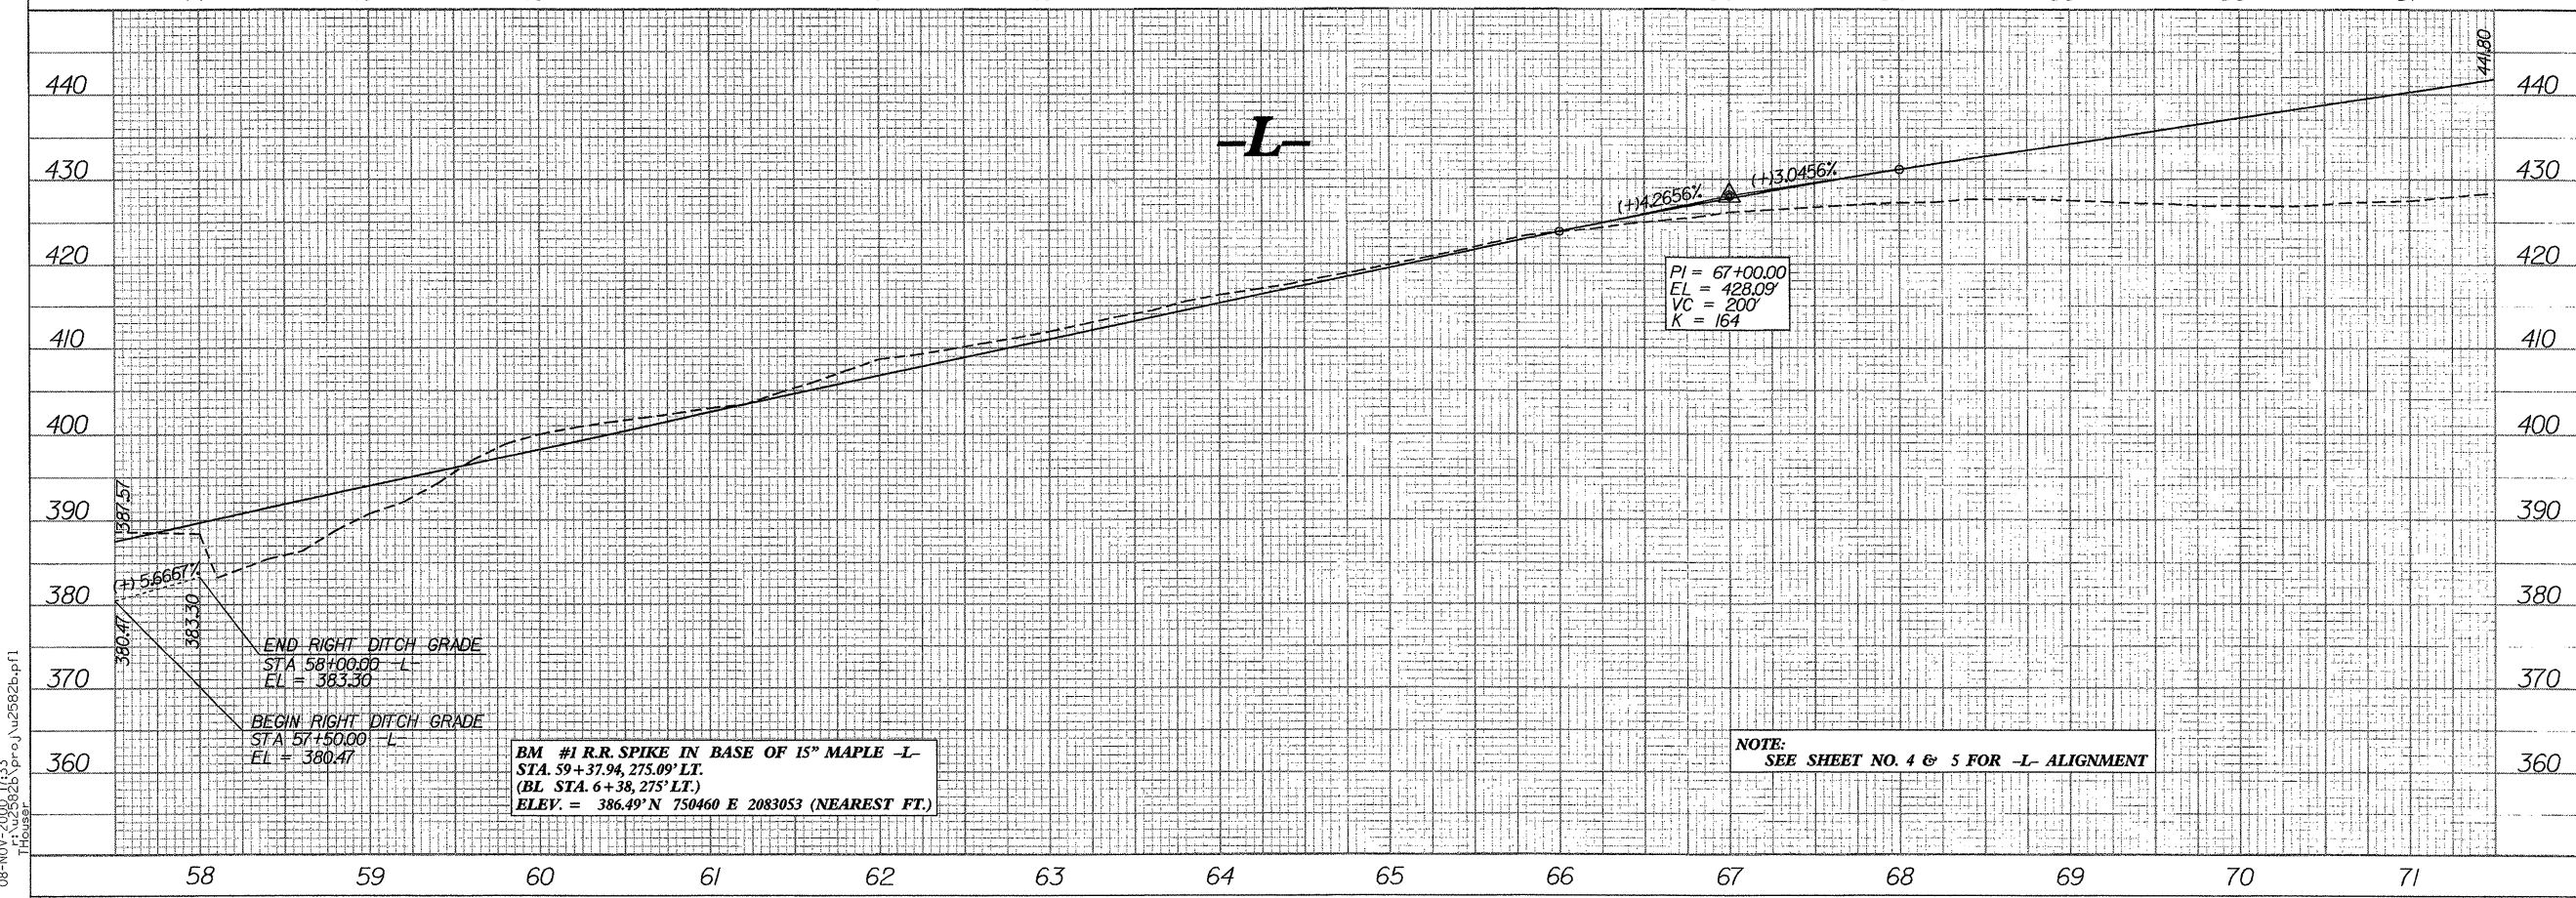 440
430
420
410
400
390
380
370
360
440
430
420
410
400
390
380
370
360
-L-
441.80
(+)4.2656%
(+)3.0456%
PI = 67+00.00
EL = 428.09'
VC = 200'
K = 164
387.57
(+) 5.6667%
380.47
383.30
END RIGHT DITCH GRADE
STA 58+00.00 -L-
EL = 383.30
BEGIN RIGHT DITCH GRADE
STA 57+50.00 -L-
EL = 380.47
BM #1 R.R. SPIKE IN BASE OF 15" MAPLE -L-
STA. 59+37.94, 275.09' LT.
(BL STA. 6+38, 275' LT.)
ELEV. = 386.49' N 750460 E 2083053 (NEAREST FT.)
NOTE:
SEE SHEET NO. 4 & 5 FOR -L- ALIGNMENT
58 59 60 61 62 63 64 65 66 67 68 69 70 71
r:\u2582b\proj\u2582b.pfl
THouser